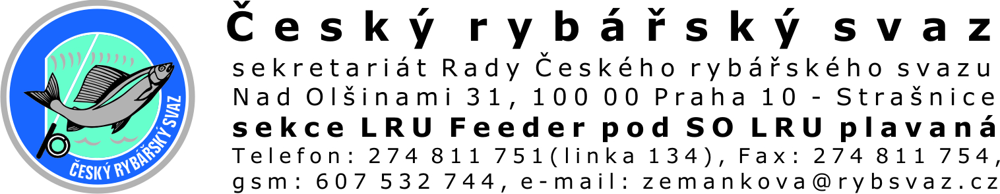 Český rybářský svaz
sekretariát Rady Českého rybářského svazu
Nad Olšinami 31, 100 00 Praha 10 - Strašnice
sekce LRU Feeder pod SO LRU plavaná
Telefon: 274 811 751(linka 134), Fax: 274 811 754,
gsm: 607 532 744, e-mail: zemankova@rybsvaz.cz
ČESKÝ RYBÁŘSKÝ SVAZ